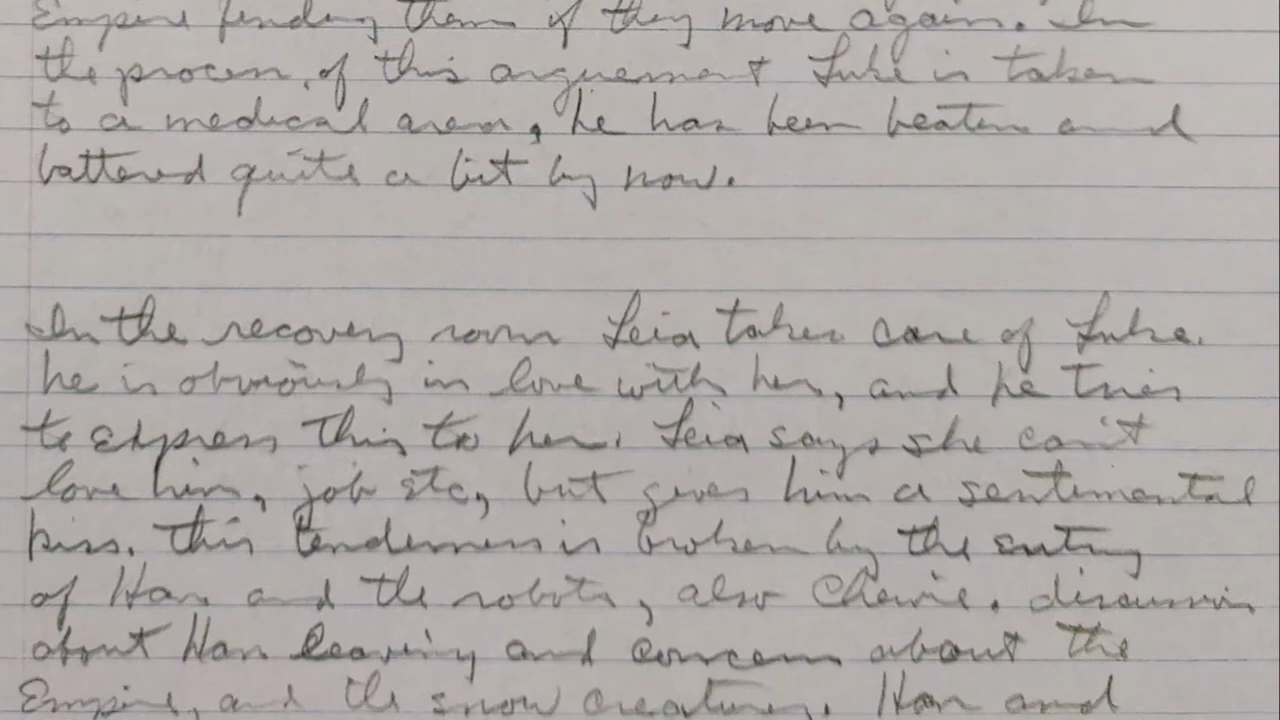 Empire finding them if they move again. In
the process, of this arguement Luke is taken
to a medical area, he has been beaten and
battered quite a bit by now.
In the recovery room Leia takes care of Luke.
he is obviously in love with her, and he tries
to express this to her. Leia says she can't
love him, job etc, but gives him a sentimental
kiss. This tenderness is broken by the entry
of Han and the robots, also Chewie. discussion
about Han leaving and concern about the
Empire, and the snow creatures. Han and